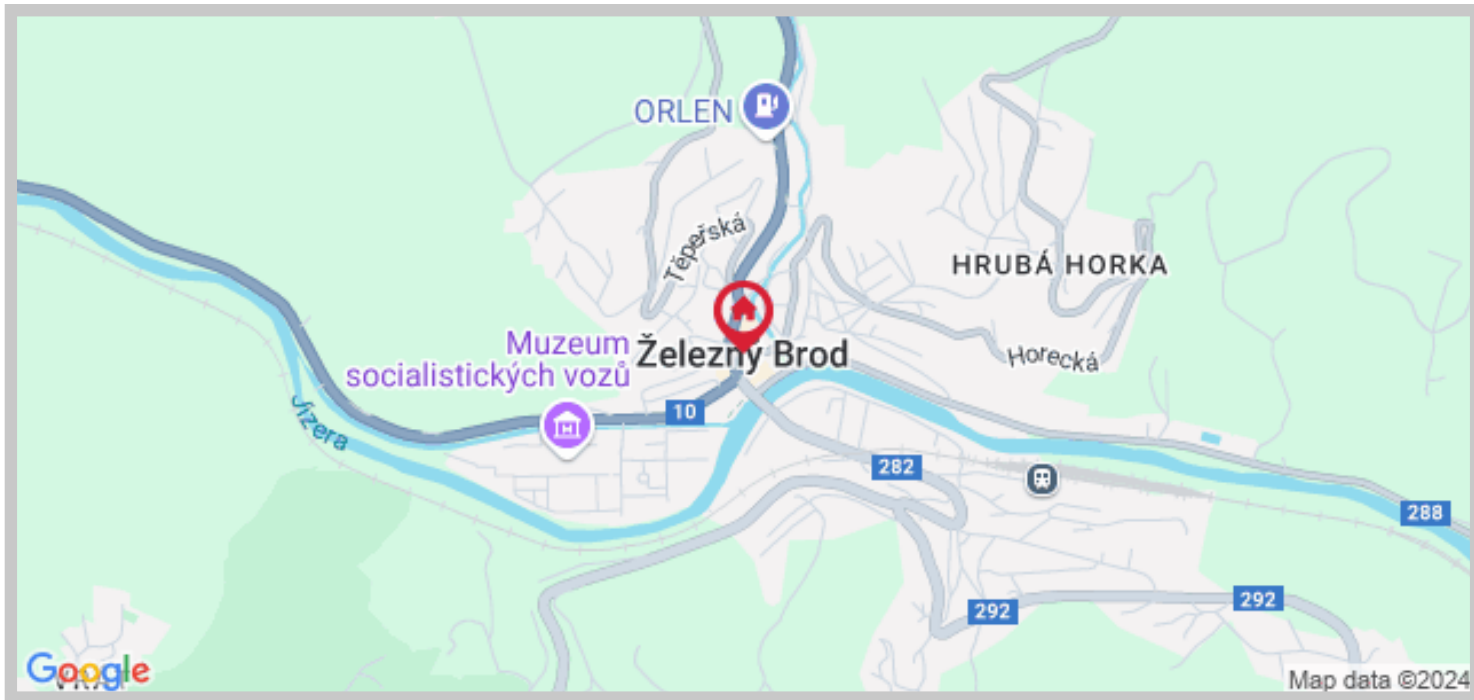 ORLEN
Těpeřská
HRUBÁ HORKA
Muzeum
socialistických vozů
Železný Brod
Horecká
10
Jizera
282
288
292
292
Google
Map data ©2024